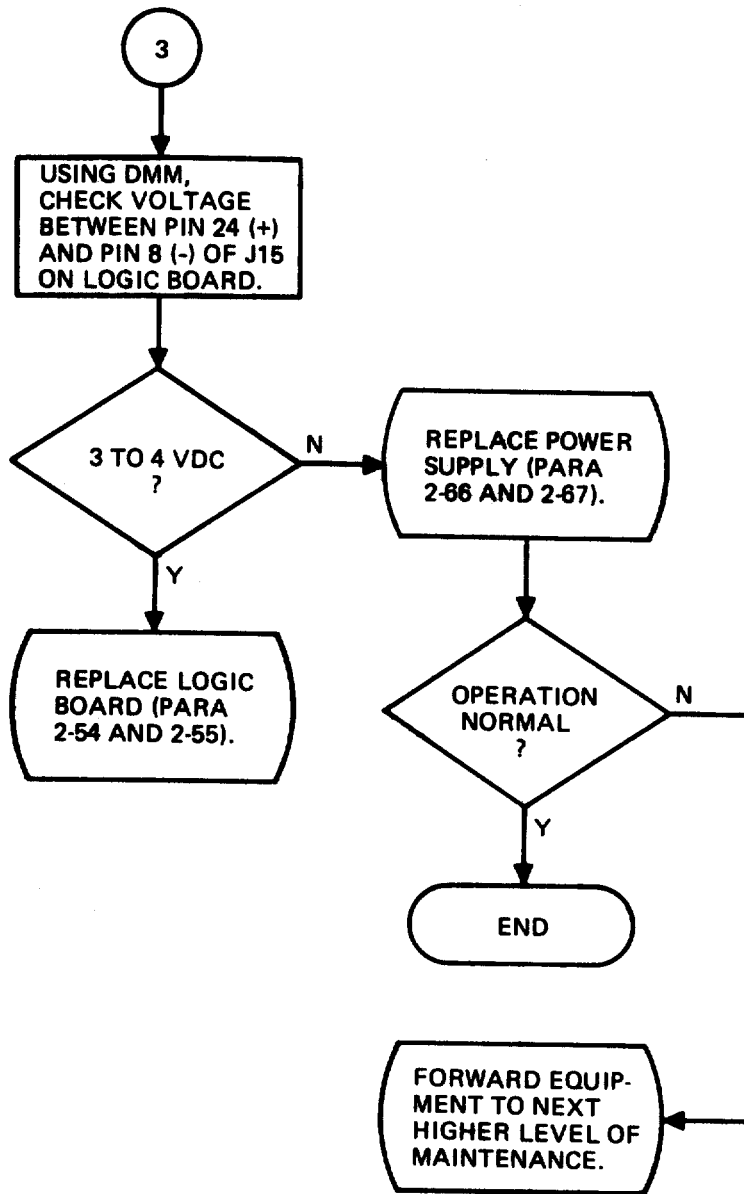 3
USING DMM,
CHECK VOLTAGE
BETWEEN PIN 24 (+)
AND PIN 8 (-) OF J15
ON LOGIC BOARD.
3 TO 4 VDC
?
N
Y
REPLACE LOGIC
BOARD (PARA
2-54 AND 2-55).
REPLACE POWER
SUPPLY (PARA
2-66 AND 2-67).
OPERATION
NORMAL
?
N
Y
END
FORWARD EQUIP-
MENT TO NEXT
HIGHER LEVEL OF
MAINTENANCE.